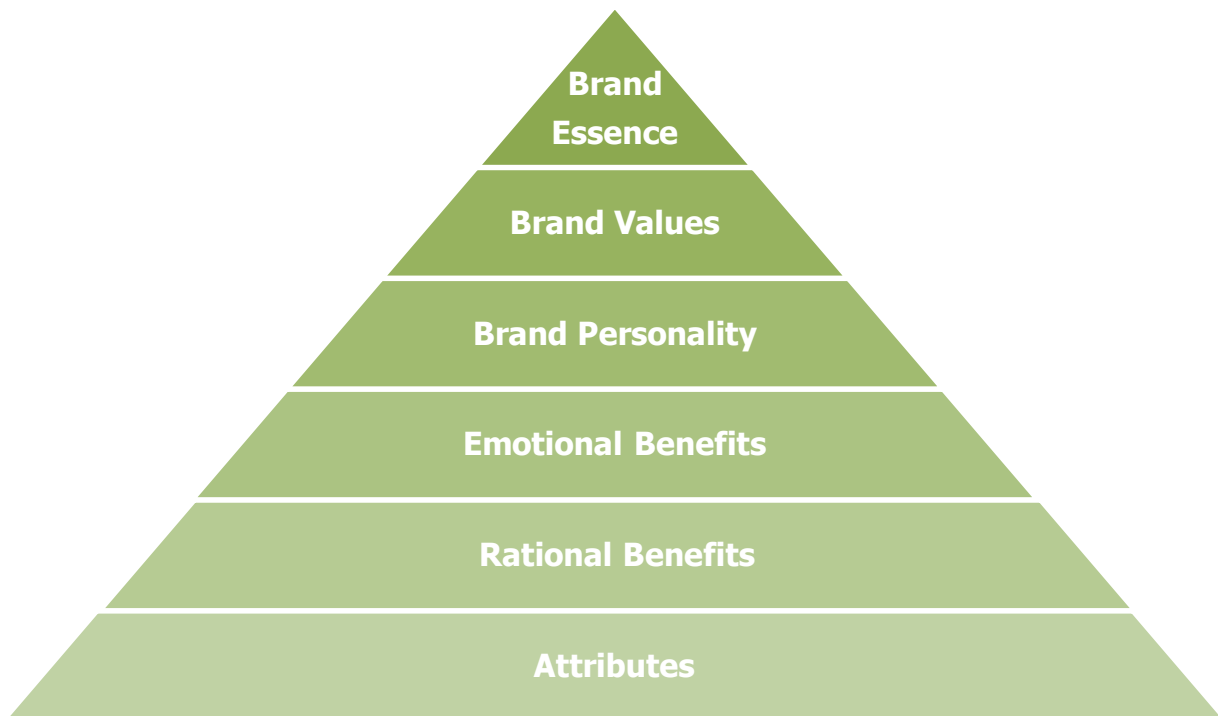 Brand
Essence
Brand Values
Brand Personality
Emotional Benefits
Rational Benefits
Attributes